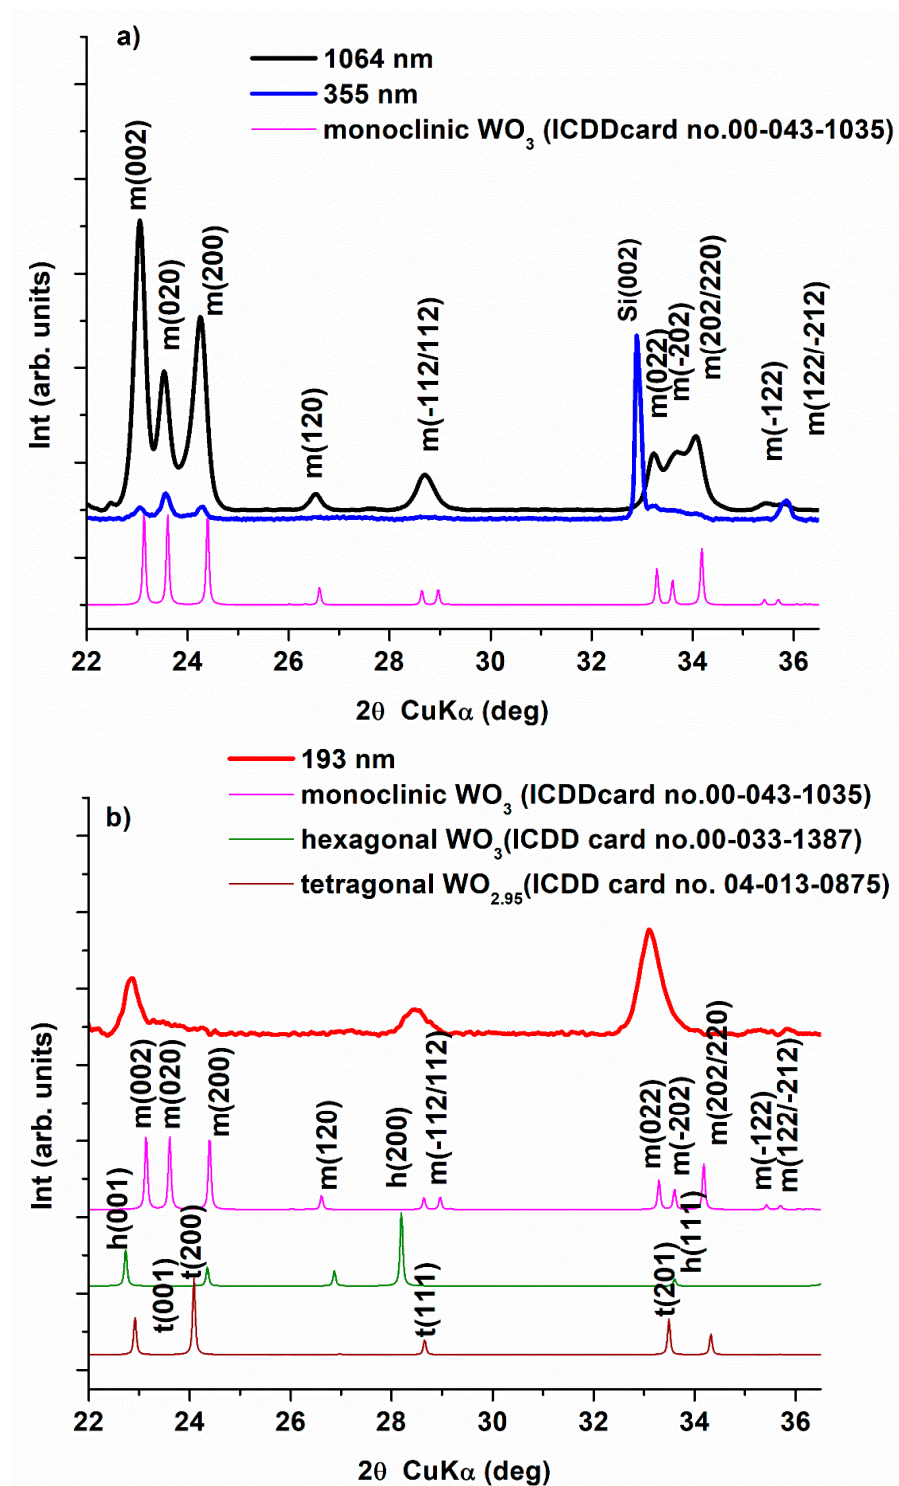 a)
1064 nm
355 nm
monoclinic WO3 (ICDDcard no.00-043-1035)
m(002)
m(020)
m(200)
m(120)
m(-112/112)
Si(002)
m(022)
m(-202)
m(202/220)
m(-122)
m(122/-212)
Int (arb. units)
22 24 26 28 30 32 34 36
2θ CuKα (deg)
193 nm
monoclinic WO3 (ICDDcard no.00-043-1035)
b)
hexagonal WO3(ICDD card no.00-033-1387)
tetragonal WO2.95(ICDD card no. 04-013-0875)
m(002)
m(020)
m(200)
m(120)
h(200)
m(-112/112)
m(022)
m(-202)
m(202/220)
m(-122)
m(122/-212)
h(001)
t(001)
t(200)
t(111)
t(201)
h(111)
Int (arb. units)
22 24 26 28 30 32 34 36
2θ CuKα (deg)